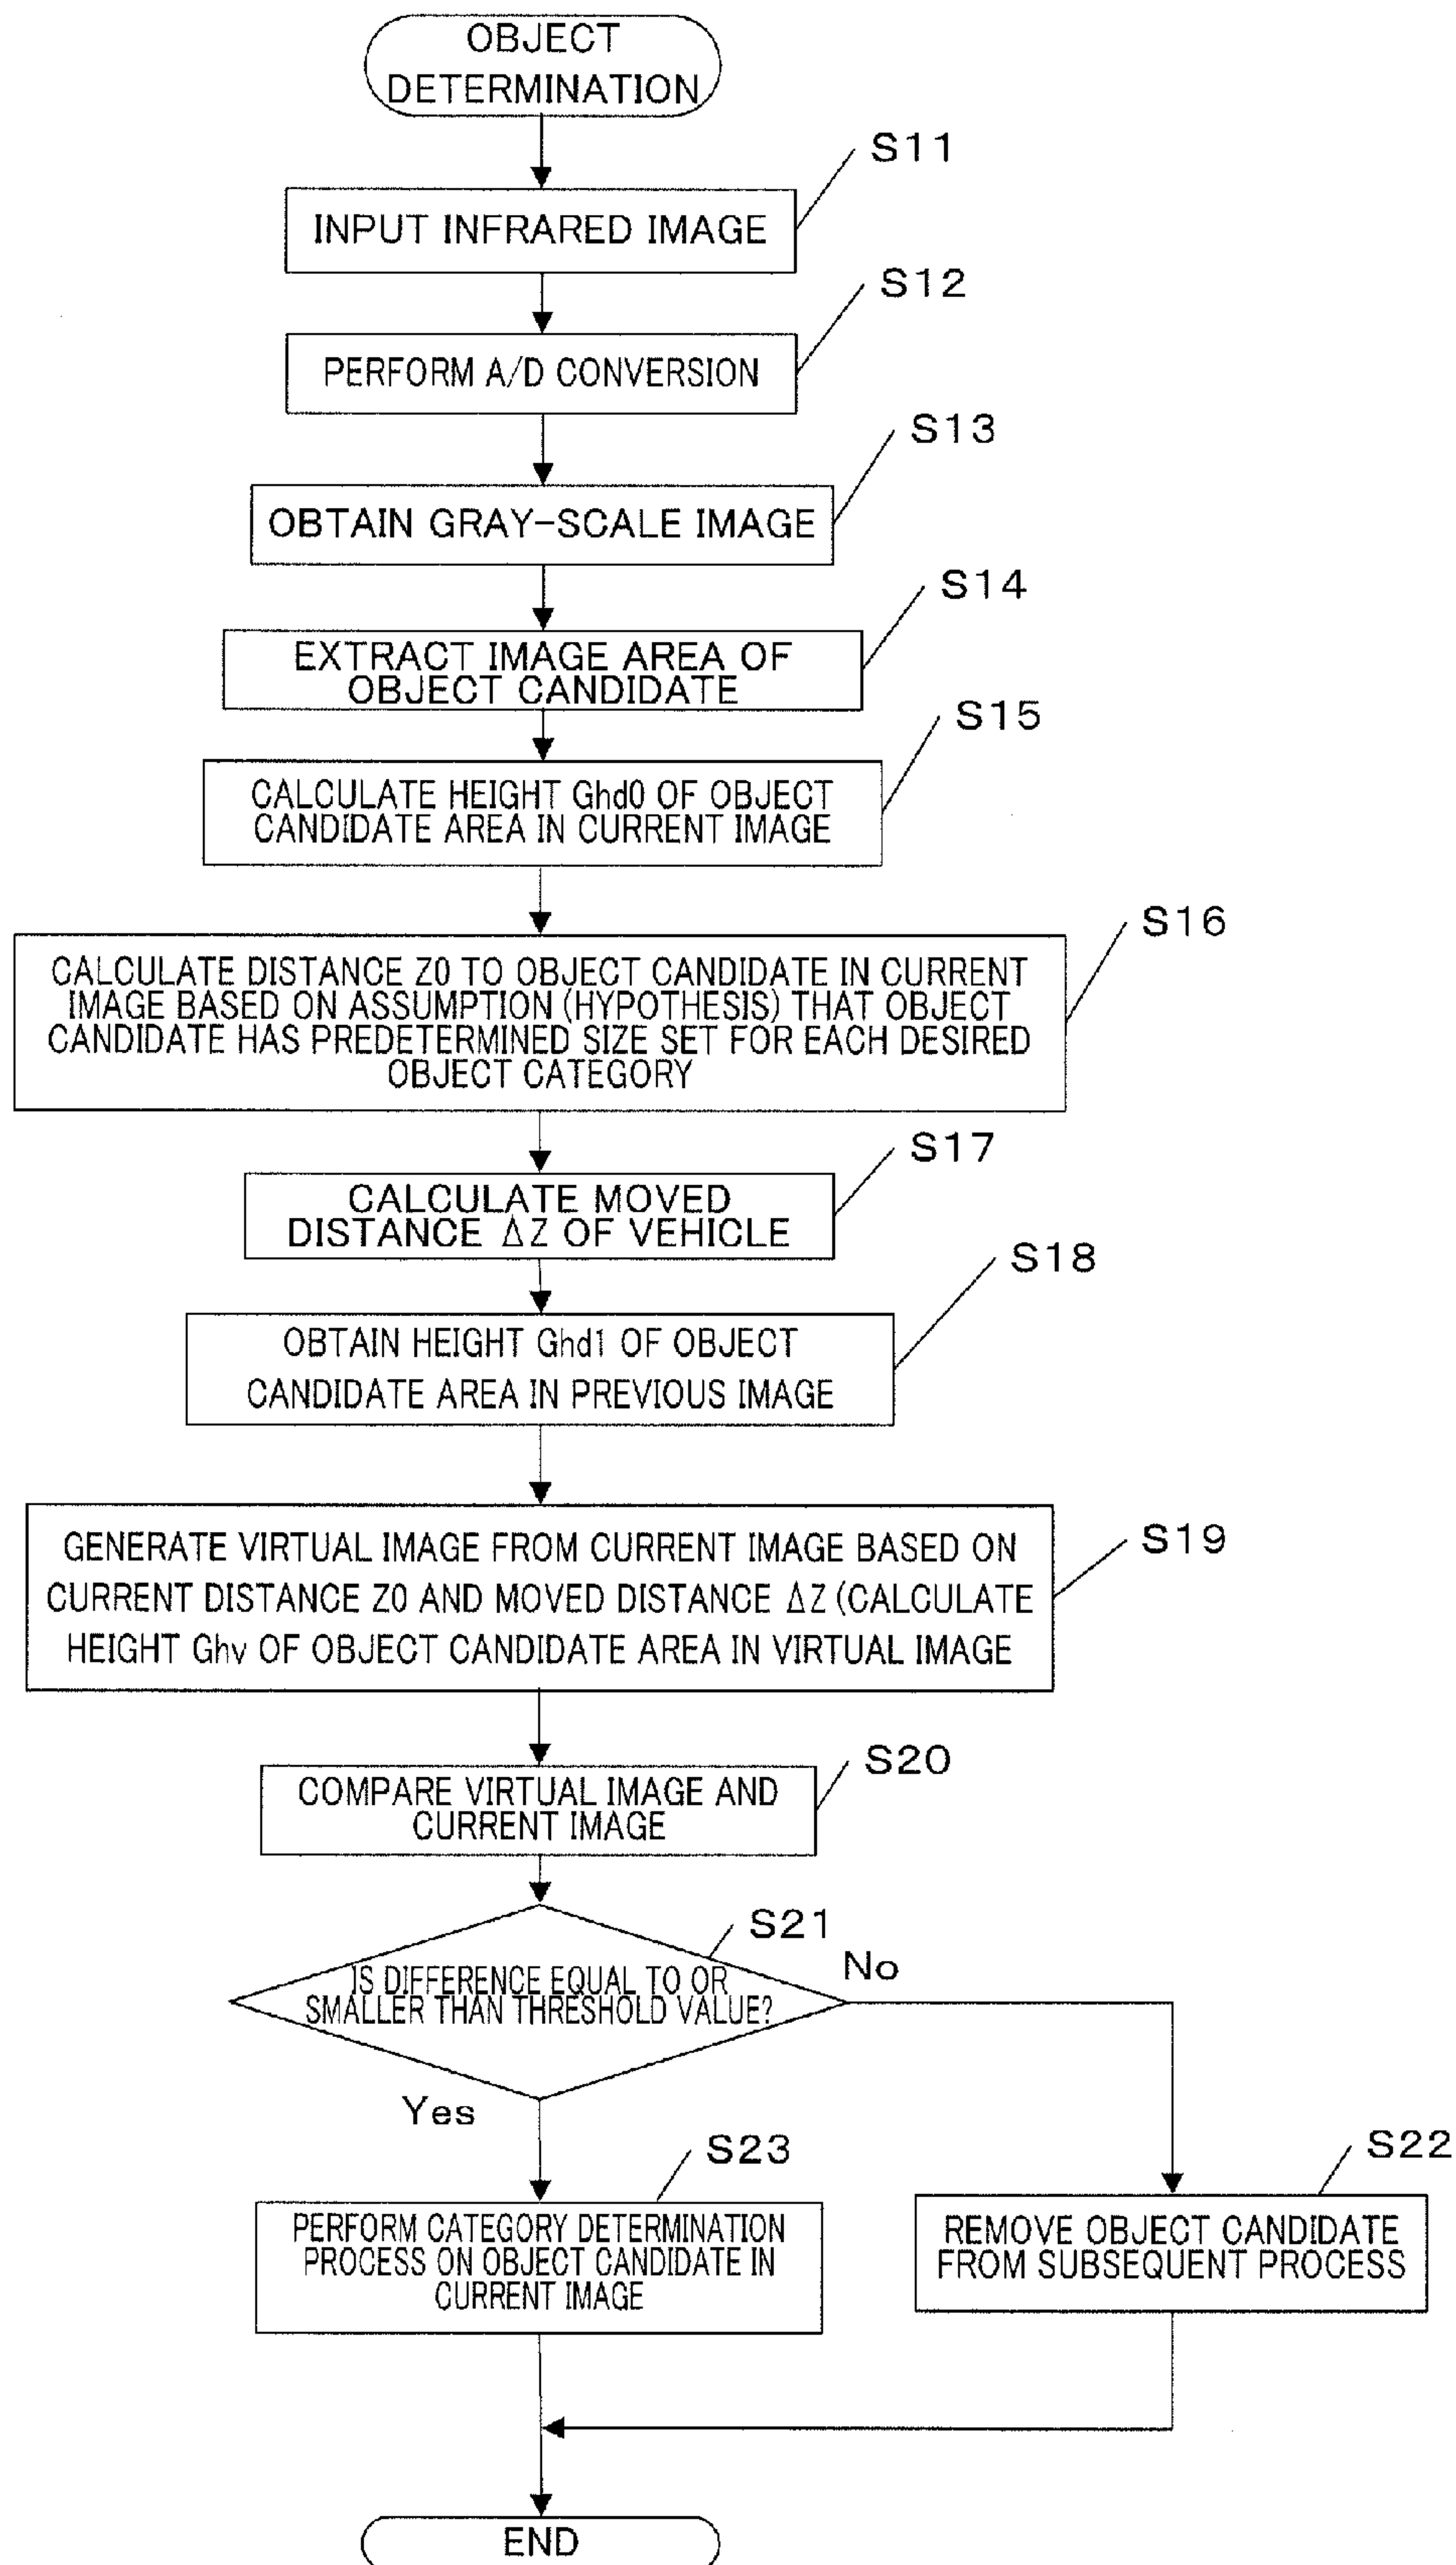 OBJECT
DETERMINATION
S11
INPUT INFRARED IMAGE
S12
PERFORM A/D CONVERSION
S13
OBTAIN GRAY-SCALE IMAGE
S14
EXTRACT IMAGE AREA OF
OBJECT CANDIDATE
S15
CALCULATE HEIGHT Ghd0 OF OBJECT
CANDIDATE AREA IN CURRENT IMAGE
S16
CALCULATE DISTANCE Z0 TO OBJECT CANDIDATE IN CURRENT
IMAGE BASED ON ASSUMPTION (HYPOTHESIS) THAT OBJECT
CANDIDATE HAS PREDETERMINED SIZE SET FOR EACH DESIRED
OBJECT CATEGORY
S17
CALCULATE MOVED
DISTANCE ΔZ OF VEHICLE
S18
OBTAIN HEIGHT Ghd1 OF OBJECT
CANDIDATE AREA IN PREVIOUS IMAGE
S19
GENERATE VIRTUAL IMAGE FROM CURRENT IMAGE BASED ON
CURRENT DISTANCE Z0 AND MOVED DISTANCE ΔZ (CALCULATE
HEIGHT Ghv OF OBJECT CANDIDATE AREA IN VIRTUAL IMAGE
S20
COMPARE VIRTUAL IMAGE AND
CURRENT IMAGE
S21
IS DIFFERENCE EQUAL TO OR
SMALLER THAN THRESHOLD VALUE?
No
Yes
S23
PERFORM CATEGORY DETERMINATION
PROCESS ON OBJECT CANDIDATE IN
CURRENT IMAGE
S22
REMOVE OBJECT CANDIDATE
FROM SUBSEQUENT PROCESS
END